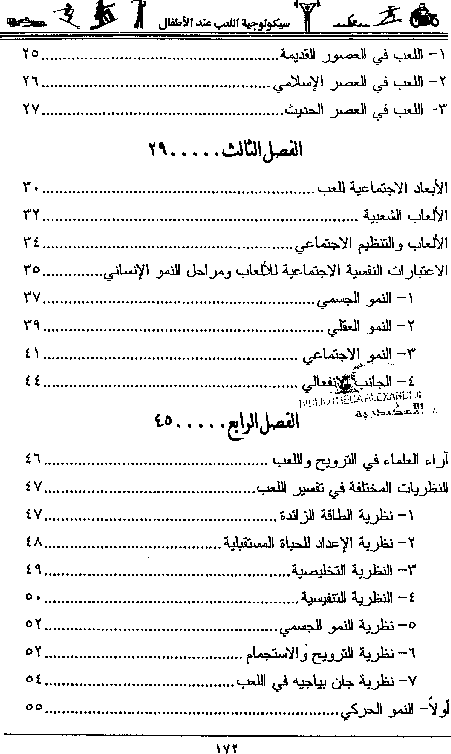 سيكولوجية اللعب عند الأطفال
١- اللعب في العصور القديمة ٢٥
٢- اللعب في العصر الإسلامي ٢٦
٣- اللعب في العصر الحديث ٢٧
الفصل الثالث ٢٩
الأبعاد الاجتماعية للعب ٣٠
الألعاب الشعبية ٣٢
الألعاب والتنظيم الاجتماعي ٣٤
الاعتبارات النفسية الاجتماعية للألعاب ومراحل النمو الإنساني ٣٥
١- النمو الجسمي ٣٧
٢- النمو العقلي ٣٩
٣- النمو الاجتماعي ٤١
٤- الجانب الانفعالي ٤٤
BIBLIOTHECA ALEXANDRINA
الفصل الرابع ٤٥
آراء العلماء في الترويح واللعب ٤٦
النظريات المختلفة في تفسير اللعب ٤٧
١- نظرية الطاقة الزائدة ٤٧
٢- نظرية الإعداد للحياة المستقبلية ٤٨
٣- النظرية التخليصية ٤٩
٤- النظرية التنفيسية ٥٠
٥- نظرية النمو الجسمي ٥٢
٦- نظرية الترويح والاستجمام ٥٢
٧- نظرية جان بياجيه في اللعب ٥٤
أولاً- النمو الحركي ٥٥
١٧٢